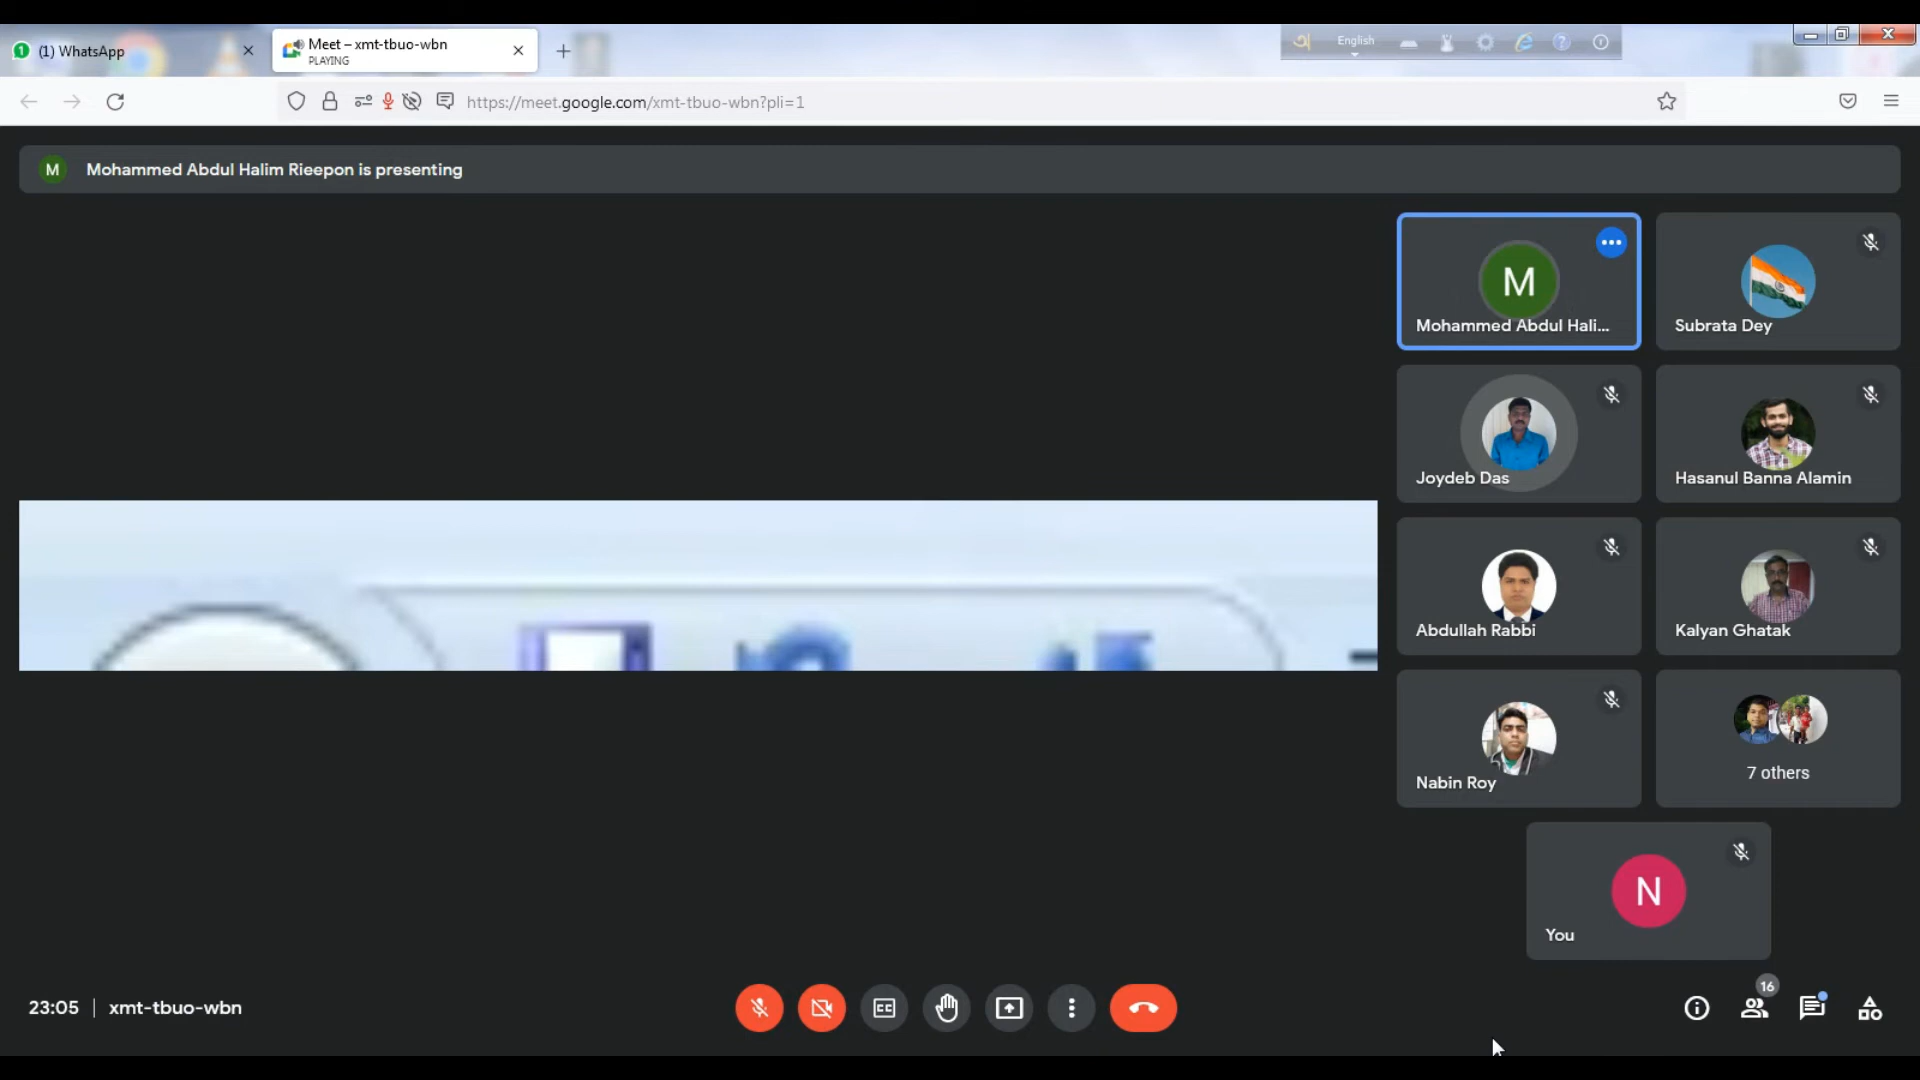 1 (1) WhatsApp
Meet – xmt-tbuo-wbn
PLAYING
English
https://meet.google.com/xmt-tbuo-wbn?pli=1
M Mohammed Abdul Halim Rieepon is presenting
M
Mohammed Abdul Hali...
Subrata Dey
Joydeb Das
Hasanul Banna Alamin
Abdullah Rabbi
Kalyan Ghatak
Nabin Roy
7 others
N
You
23:05 | xmt-tbuo-wbn
CC
16